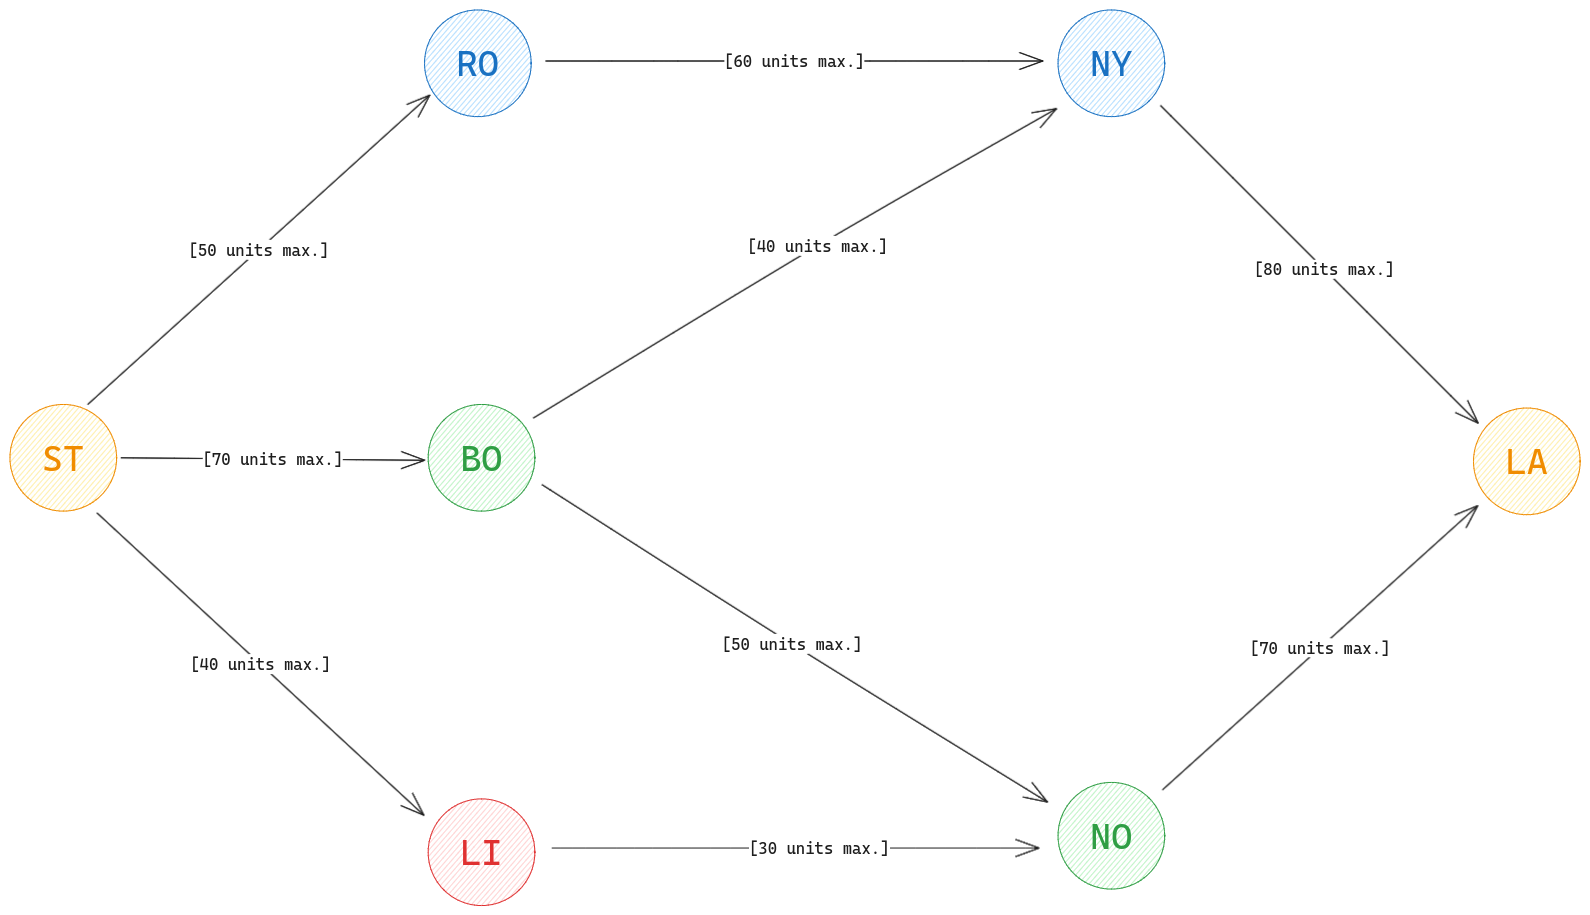 RO
[60 units max.]
NY
[50 units max.]
[40 units max.]
[80 units max.]
ST
[70 units max.]
BO
LA
[40 units max.]
[50 units max.]
[70 units max.]
LI
[30 units max.]
NO